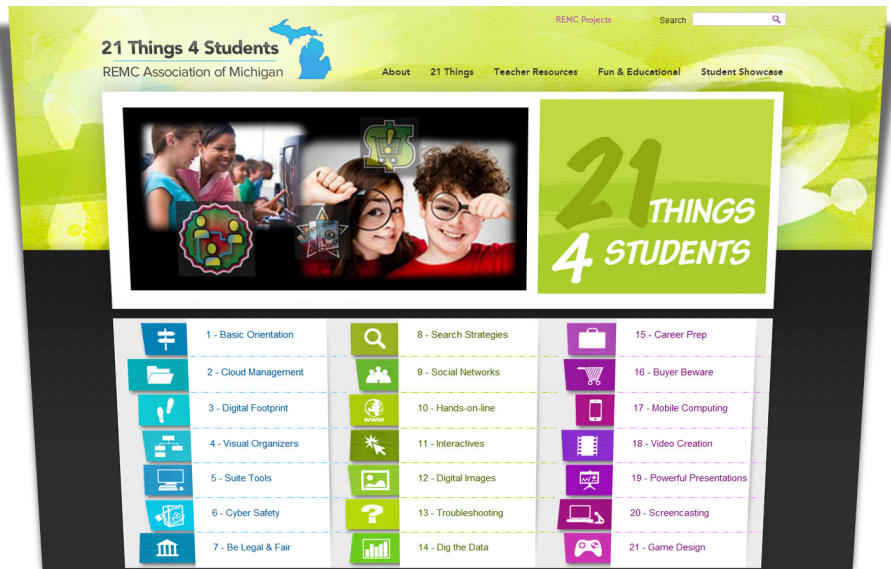 REMC Projects
Search
21 Things 4 Students
REMC Association of Michigan
About
21 Things
Teacher Resources
Fun & Educational
Student Showcase
21
THINGS
4 STUDENTS
1 - Basic Orientation
2 - Cloud Management
3 - Digital Footprint
4 - Visual Organizers
5 - Suite Tools
6 - Cyber Safety
7 - Be Legal & Fair
8 - Search Strategies
9 - Social Networks
WWW
10 - Hands-on-line
11 - Interactives
12 - Digital Images
?
13 - Troubleshooting
14 - Dig the Data
15 - Career Prep
16 - Buyer Beware
17 - Mobile Computing
18 - Video Creation
19 - Powerful Presentations
20 - Screencasting
21 - Game Design